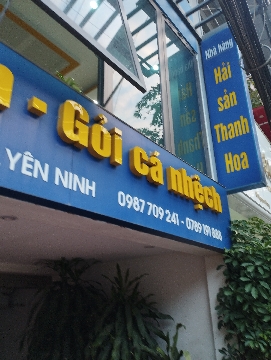 Nhà hàng
Hải
sản
Thanh
Hoa
- Gỏi cá nhệch
YÊN NINH
0987 709 241 - 0789 191 888